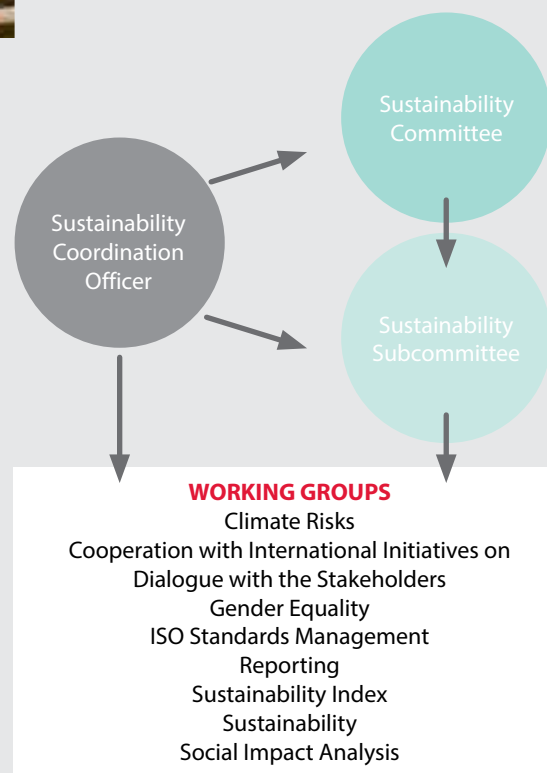 Sustainability
Committee
Sustainability
Coordination
Officer
Sustainability
Subcommittee
WORKING GROUPS
Climate Risks
Cooperation with International Initiatives on
Dialogue with the Stakeholders
Gender Equality
ISO Standards Management
Reporting
Sustainability Index
Sustainability
Social Impact Analysis